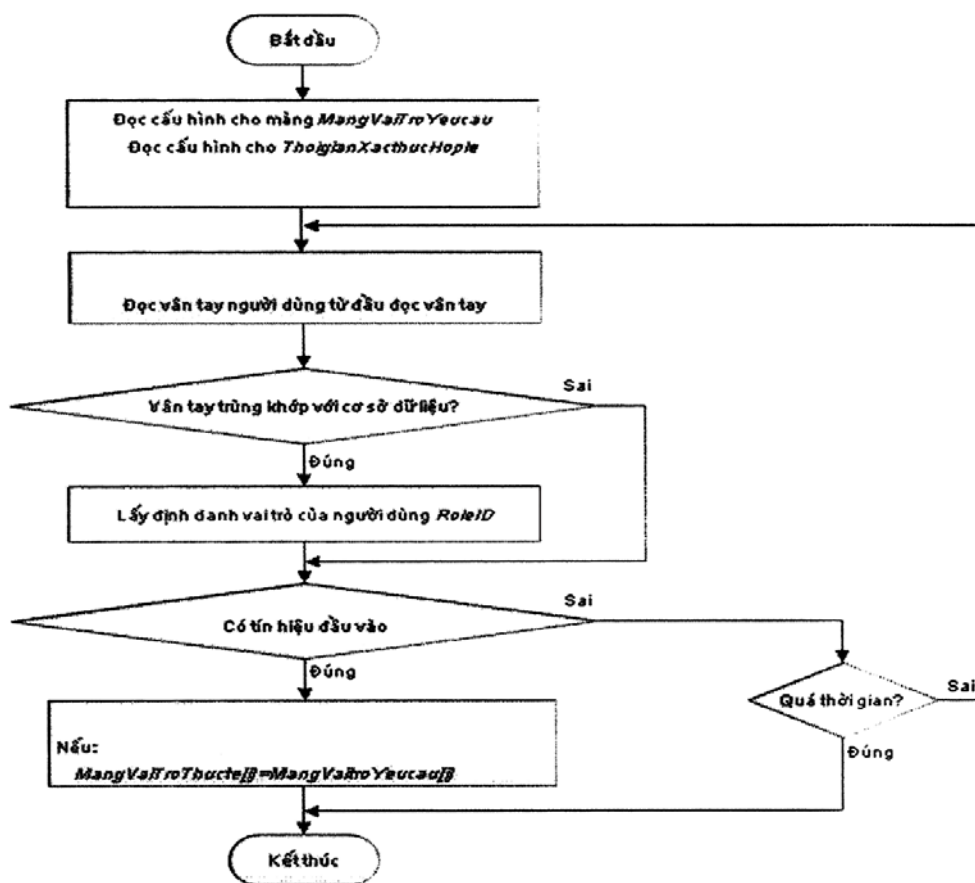 Bắt đầu
Đọc cấu hình cho mảng MangVaiTroYeucau
Đọc cấu hình cho ThoigianXacthucHople
Đọc vân tay người dùng từ đầu đọc vân tay
Vân tay trùng khớp với cơ sở dữ liệu?
Sai
Đúng
Lấy định danh vai trò của người dùng RoleID
Có tín hiệu đầu vào
Sai
Đúng
Quá thời gian?
Sai
Đúng
Nếu:
MangVaiTroThucte[]=MangVaitroYeucau[]
Kết thúc